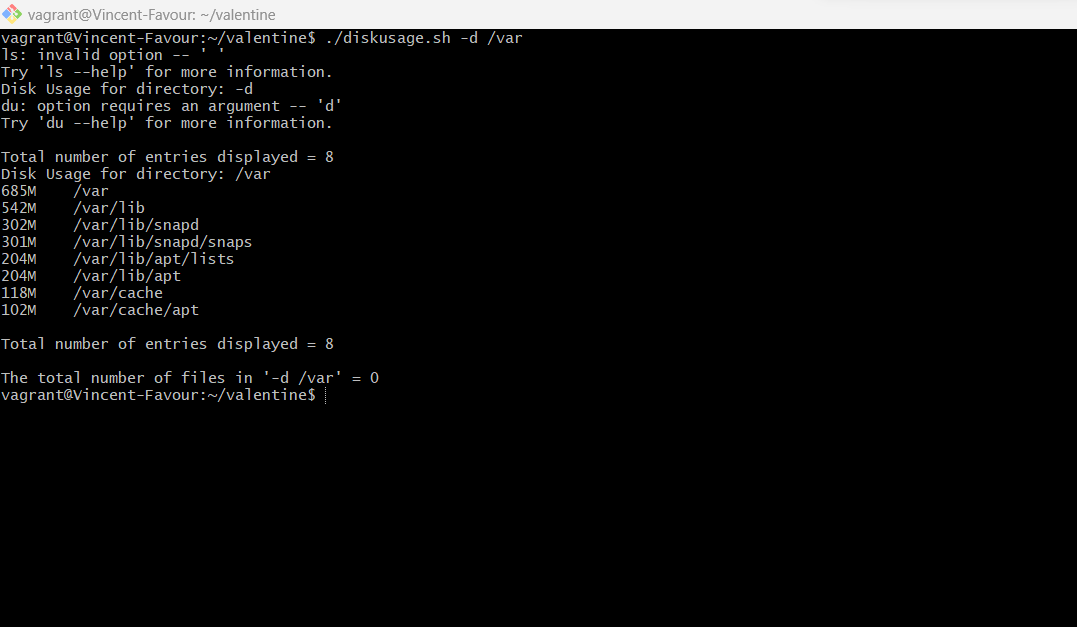 vagrant@Vincent-Favour: ~/valentine
vagrant@Vincent-Favour:~/valentine$ ./diskusage.sh -d /var
ls: invalid option -- ' '
Try 'ls --help' for more information.
Disk Usage for directory: -d
du: option requires an argument -- 'd'
Try 'du --help' for more information.
Total number of entries displayed = 8
Disk Usage for directory: /var
685M    /var
542M    /var/lib
302M    /var/lib/snapd
301M    /var/lib/snapd/snaps
204M    /var/lib/apt/lists
204M    /var/lib/apt
118M    /var/cache
102M    /var/cache/apt
Total number of entries displayed = 8
The total number of files in '-d /var' = 0
vagrant@Vincent-Favour:~/valentine$